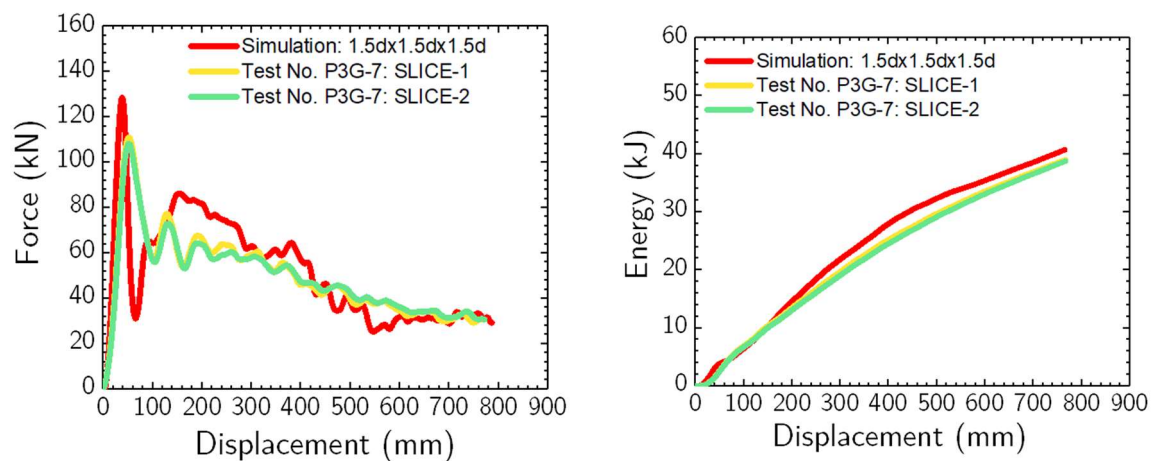 160
140
120
100
80
60
40
20
0
Force (kN)
Simulation: 1.5dx1.5dx1.5d
Test No. P3G-7: SLICE-1
Test No. P3G-7: SLICE-2
0 100 200 300 400 500 600 700 800 900
Displacement (mm)
60
50
40
30
20
10
0
Energy (kJ)
Simulation: 1.5dx1.5dx1.5d
Test No. P3G-7: SLICE-1
Test No. P3G-7: SLICE-2
0 100 200 300 400 500 600 700 800 900
Displacement (mm)